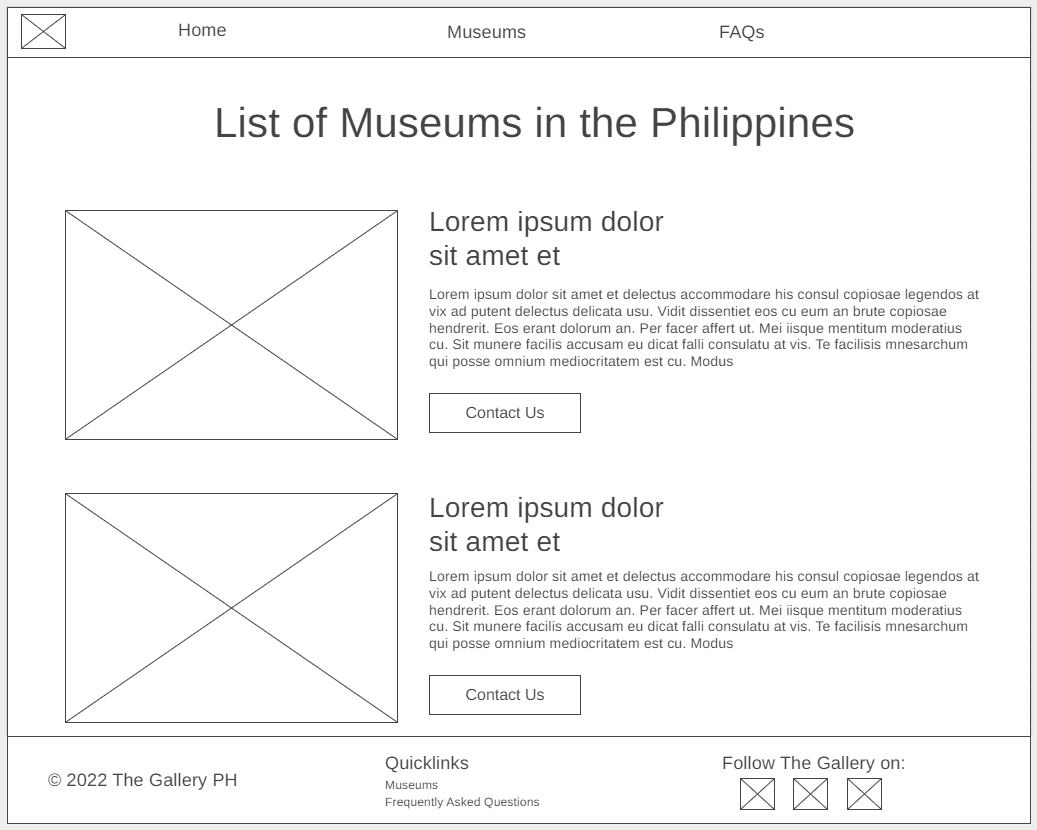 Home
Museums
FAQs
List of Museums in the Philippines
Lorem ipsum dolor
sit amet et
Lorem ipsum dolor sit amet et delectus accommodare his consul copiosae legendos at
vix ad putent delectus delicata usu. Vidit dissentiet eos cu eum an brute copiosae
hendrerit. Eos erant dolorum an. Per facer affert ut. Mei iisque mentitum moderatius
cu. Sit munere facilis accusam eu dicat falli consulatu at vis. Te facilisis mnesarchum
qui posse omnium mediocritatem est cu. Modus
Contact Us
Lorem ipsum dolor
sit amet et
Lorem ipsum dolor sit amet et delectus accommodare his consul copiosae legendos at
vix ad putent delectus delicata usu. Vidit dissentiet eos cu eum an brute copiosae
hendrerit. Eos erant dolorum an. Per facer affert ut. Mei iisque mentitum moderatius
cu. Sit munere facilis accusam eu dicat falli consulatu at vis. Te facilisis mnesarchum
qui posse omnium mediocritatem est cu. Modus
Contact Us
© 2022 The Gallery PH
Quicklinks
Museums
Frequently Asked Questions
Follow The Gallery on: